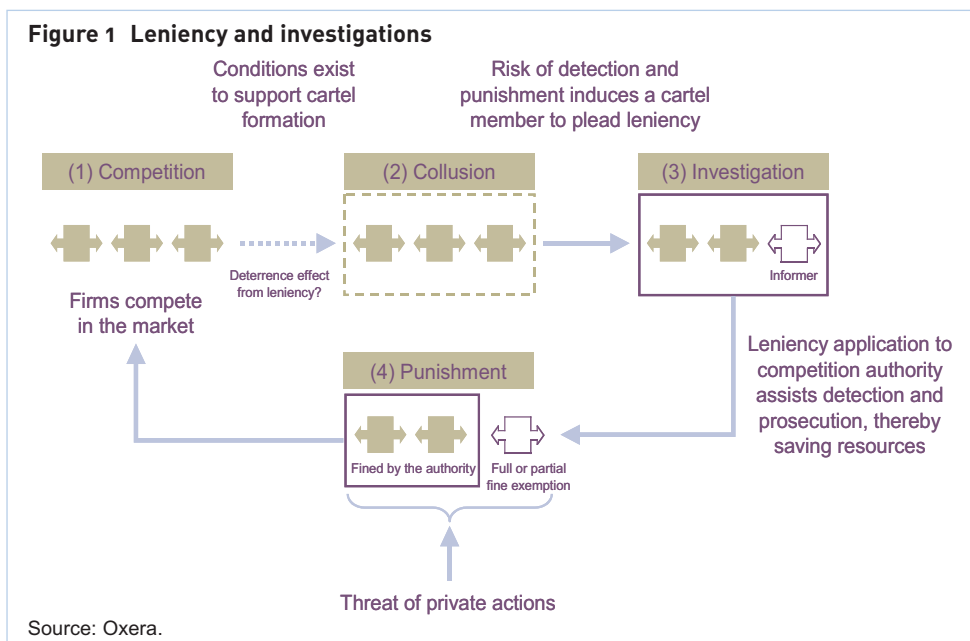 Figure 1 Leniency and investigations
Conditions exist
to support cartel
formation
Risk of detection and
punishment induces a cartel
member to plead leniency
(1) Competition
(2) Collusion
(3) Investigation
Deterrence effect
from leniency?
Informer
Firms compete
in the market
Leniency application to
competition authority
assists detection and
prosecution, thereby
saving resources
(4) Punishment
Fined by the authority
Full or partial
fine exemption
Threat of private actions
Source: Oxera.